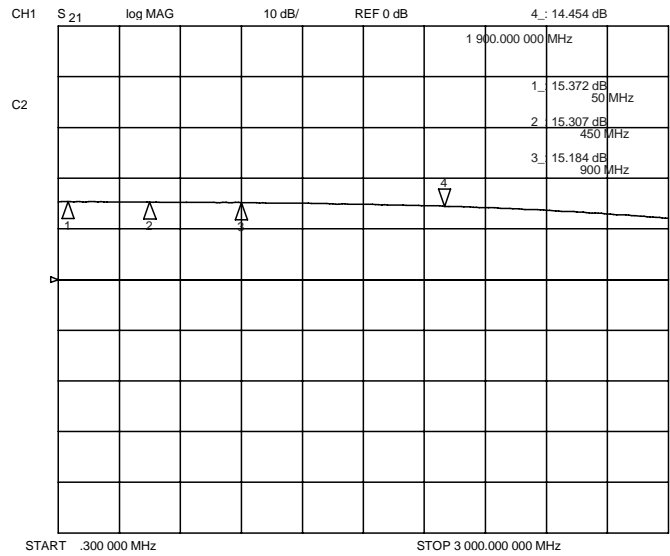 CH1 S 21 log MAG 10 dB/ REF 0 dB 4_: 14.454 dB
1 900.000 000 MHz
1_: 15.372 dB
50 MHz
C2
2_: 15.307 dB
450 MHz
3_: 15.184 dB
900 MHz
4
1 2 3
START .300 000 MHz STOP 3 000.000 000 MHz